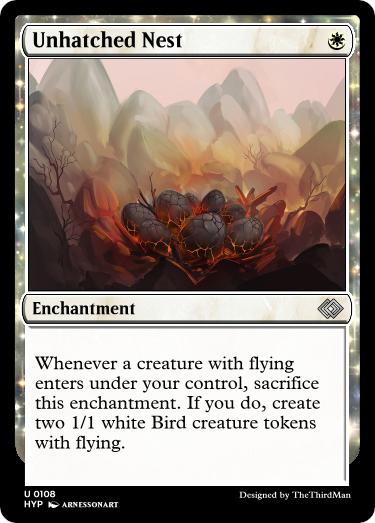 Unhatched Nest
Enchantment
Whenever a creature with flying
enters under your control, sacrifice
this enchantment. If you do, create
two 1/1 white Bird creature tokens
with flying.
U 0108
HYP ARNESSONART
Designed by TheThirdMan